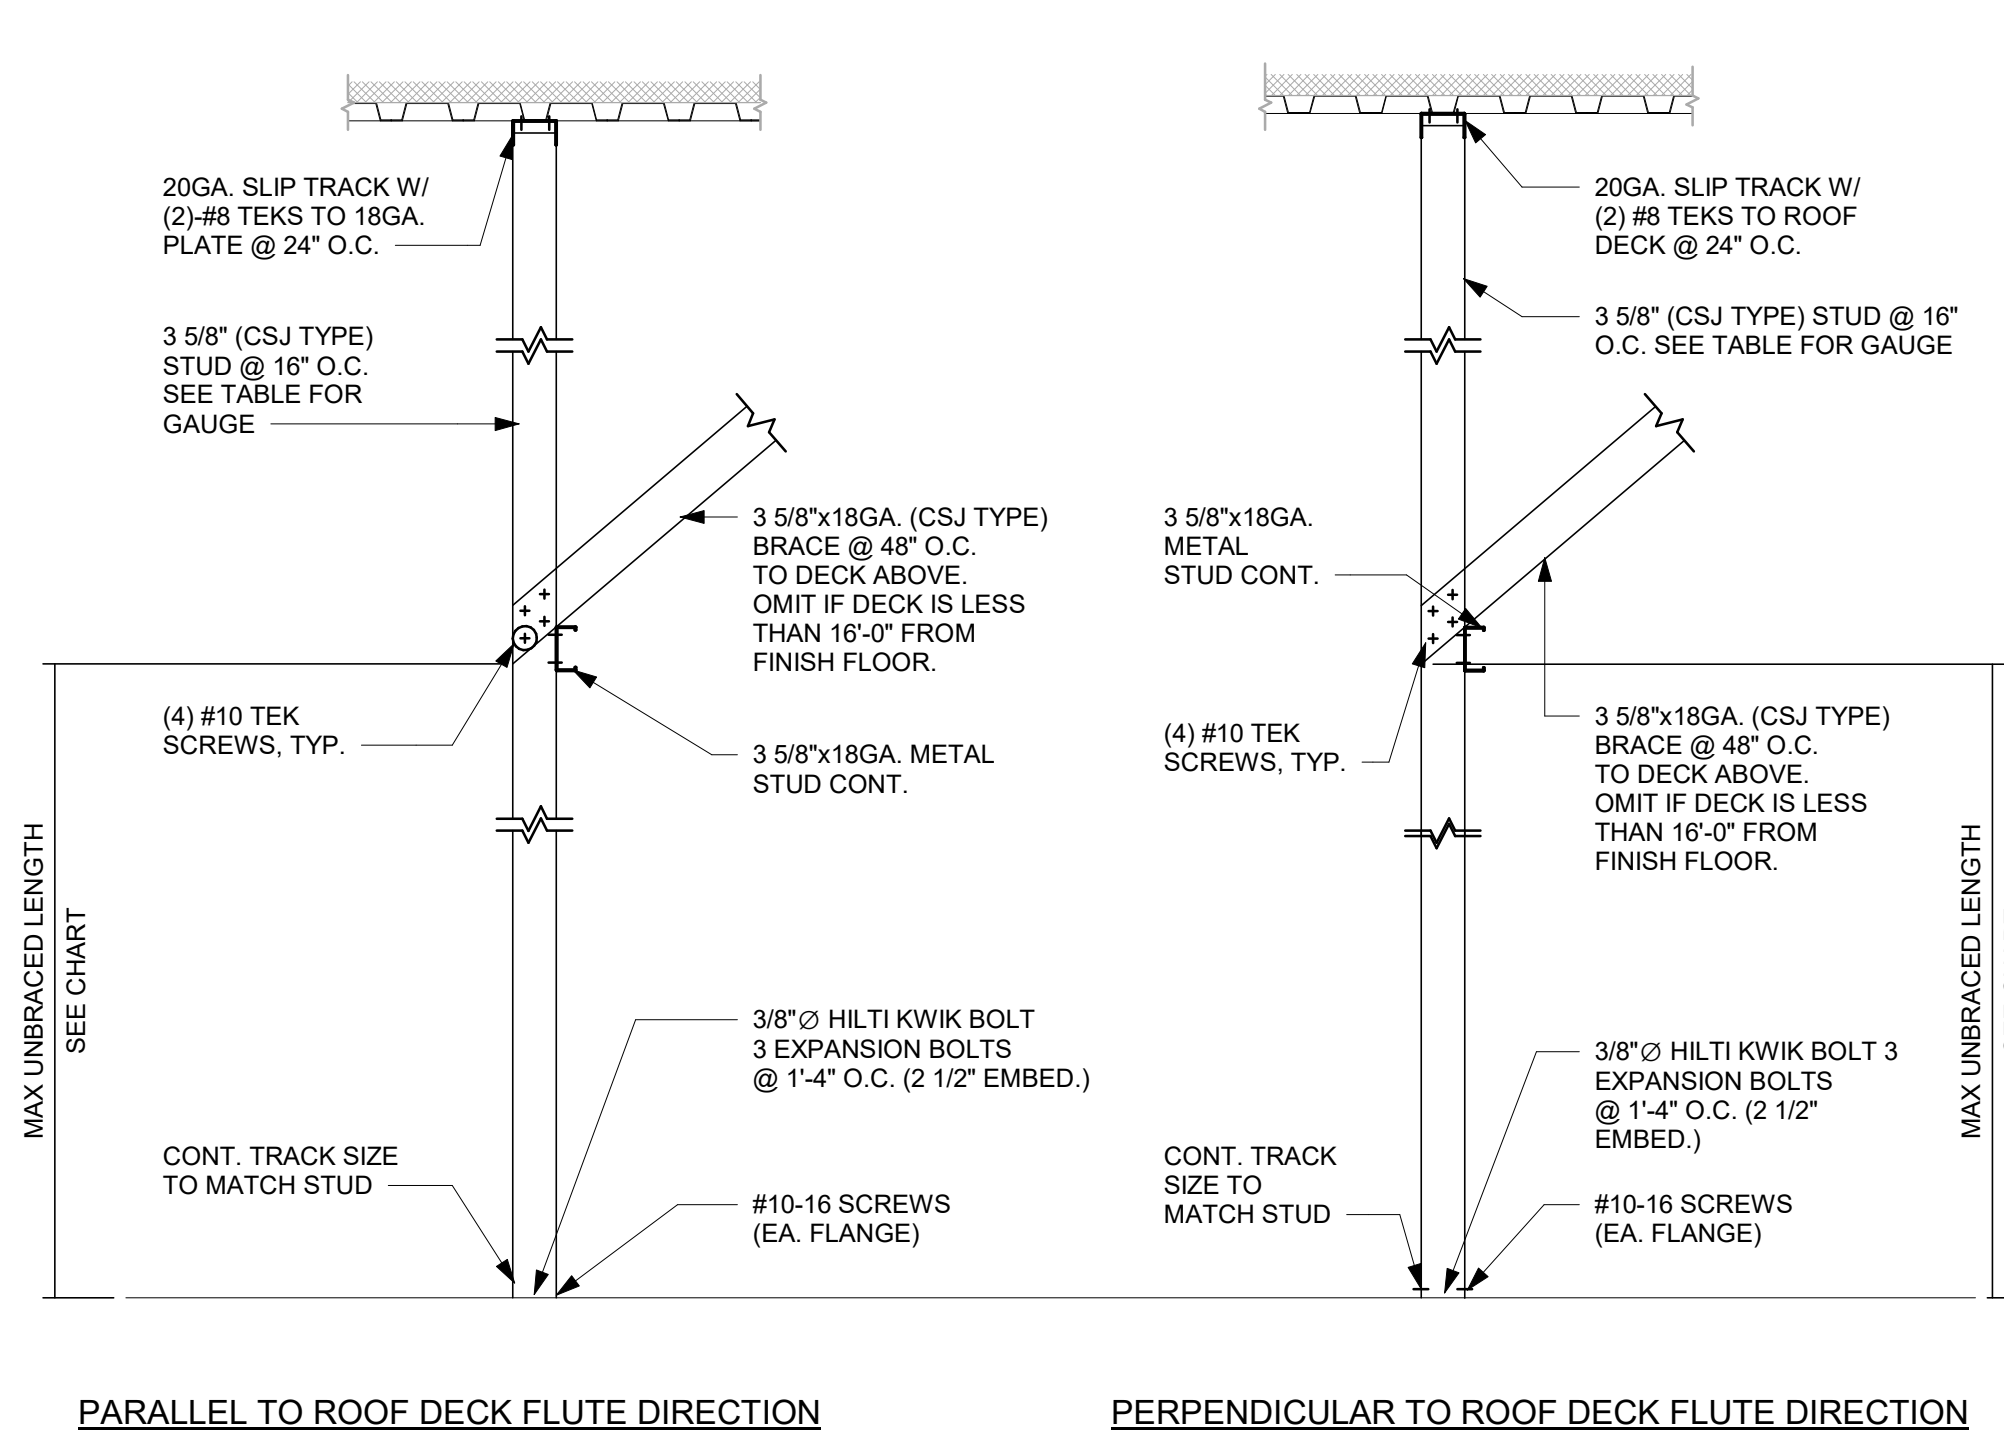 20GA. SLIP TRACK W/
(2)-#8 TEKS TO 18GA.
PLATE @ 24" O.C.
3 5/8" (CSJ TYPE)
STUD @ 16" O.C.
SEE TABLE FOR
GAUGE
3 5/8"x18GA. (CSJ TYPE)
BRACE @ 48" O.C.
TO DECK ABOVE.
OMIT IF DECK IS LESS
THAN 16'-0" FROM
FINISH FLOOR.
(4) #10 TEK
SCREWS, TYP.
3 5/8"x18GA. METAL
STUD CONT.
MAX UNBRACED LENGTH
SEE CHART
3/8"∅ HILTI KWIK BOLT
3 EXPANSION BOLTS
@ 1'-4" O.C. (2 1/2" EMBED.)
CONT. TRACK SIZE
TO MATCH STUD
#10-16 SCREWS
(EA. FLANGE)
PARALLEL TO ROOF DECK FLUTE DIRECTION
20GA. SLIP TRACK W/
(2) #8 TEKS TO ROOF
DECK @ 24" O.C.
3 5/8" (CSJ TYPE) STUD @ 16"
O.C. SEE TABLE FOR GAUGE
3 5/8"x18GA.
METAL
STUD CONT.
(4) #10 TEK
SCREWS, TYP.
3 5/8"x18GA. (CSJ TYPE)
BRACE @ 48" O.C.
TO DECK ABOVE.
OMIT IF DECK IS LESS
THAN 16'-0" FROM
FINISH FLOOR.
MAX UNBRACED LENGTH
3/8"∅ HILTI KWIK BOLT 3
EXPANSION BOLTS
@ 1'-4" O.C. (2 1/2"
EMBED.)
CONT. TRACK
SIZE TO
MATCH STUD
#10-16 SCREWS
(EA. FLANGE)
PERPENDICULAR TO ROOF DECK FLUTE DIRECTION